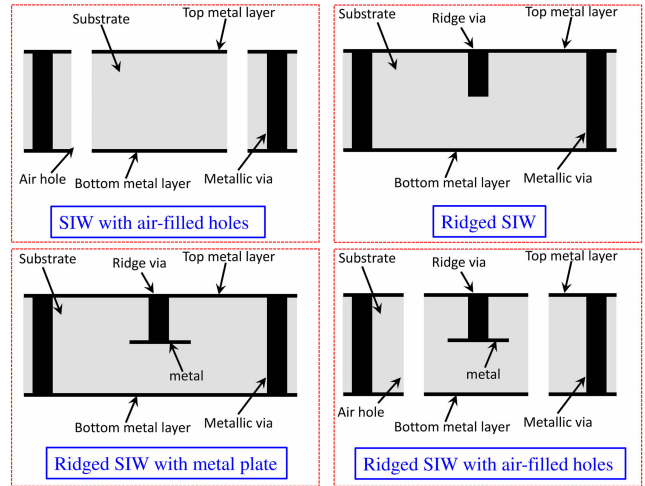 Substrate
Top metal layer
Air hole
Bottom metal layer
Metallic via
SIW with air-filled holes
Ridge via
Substrate
Top metal layer
Bottom metal layer
Metallic via
Ridged SIW
Substrate
Ridge via
Top metal layer
metal
Bottom metal layer
Metallic via
Ridged SIW with metal plate
Substrate
Ridge via
Top metal layer
metal
Air hole
Bottom metal layer
Metallic via
Ridged SIW with air-filled holes